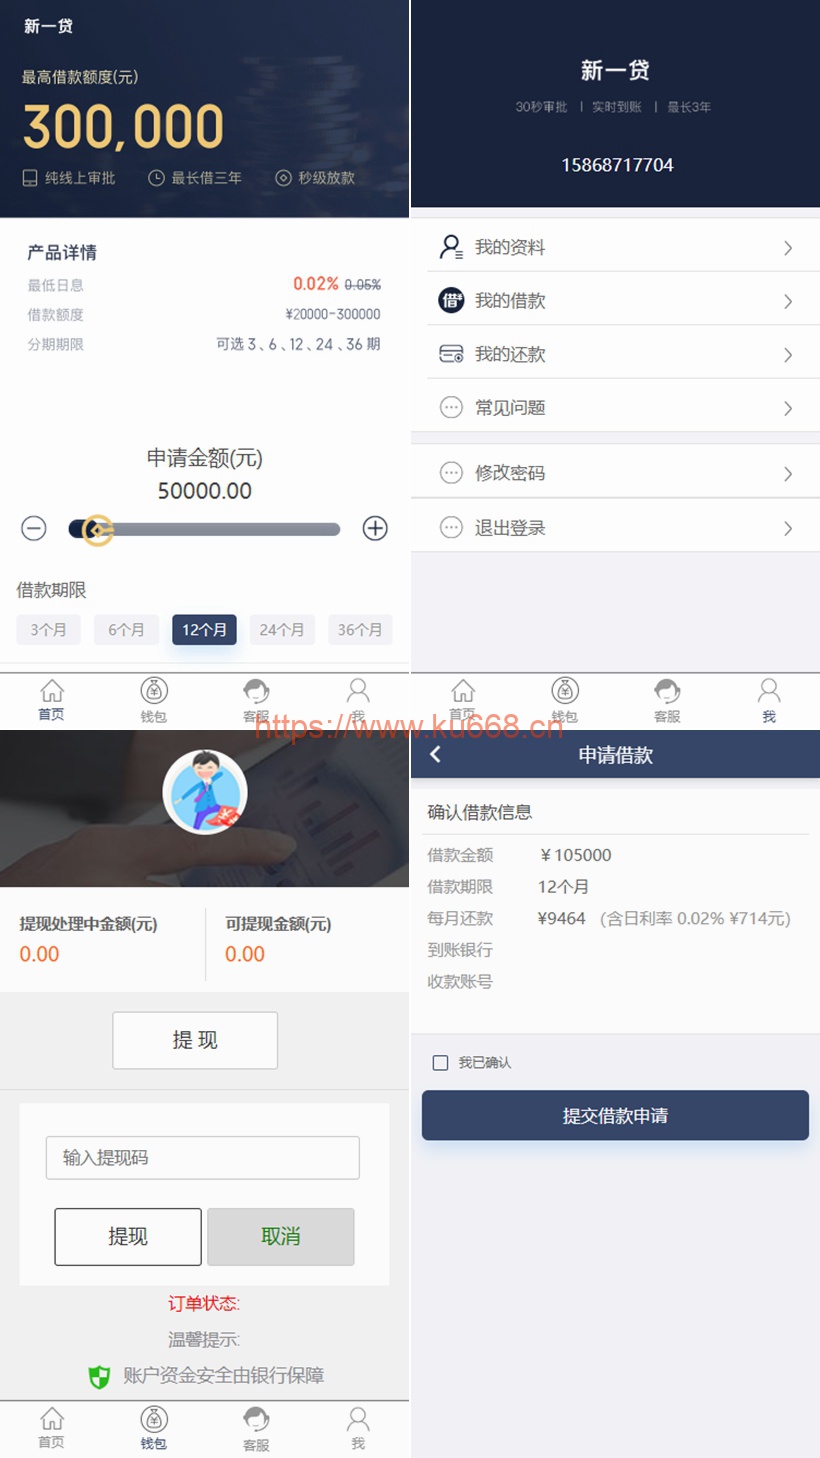 新一贷
最高借款额度(元)
300,000
纯线上审批 最长借三年 秒级放款
产品详情
最低日息 0.02% 0.05%
借款额度 ¥20000-300000
分期期限 可选 3、6、12、24、36 期
申请金额(元)
50000.00
借款期限
3个月 6个月 12个月 24个月 36个月
首页 钱包 客服 我
新一贷
30秒审批 | 实时到账 | 最长3年
15868717704
我的资料
借 我的借款
我的还款
常见问题
修改密码
退出登录
首页 钱包 客服 我
https://www.ku668.cn
提现处理中金额(元) 可提现金额(元)
0.00 0.00
提 现
输入提现码
提现 取消
订单状态:
温馨提示:
账户资金安全由银行保障
首页 钱包 客服 我
申请借款
确认借款信息
借款金额 ￥105000
借款期限 12个月
每月还款 ¥9464 (含日利率 0.02% ¥714元)
到账银行
收款账号
我已确认
提交借款申请